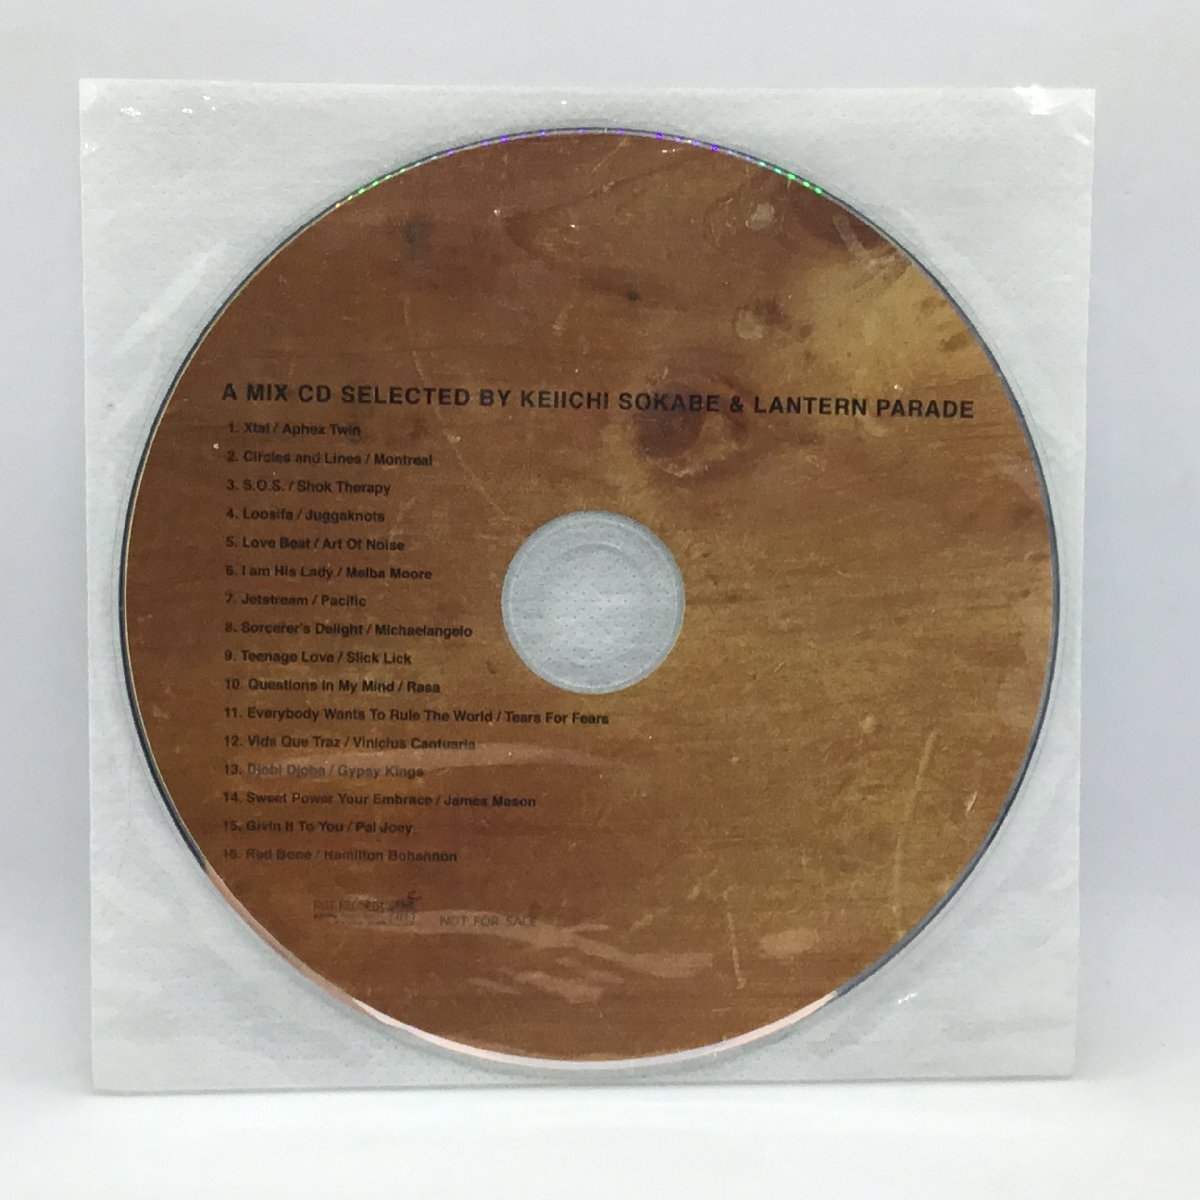 A MIX CD SELECTED BY KEIICHI SOKABE & LANTERN PARADE
1. Xtal / Aphex Twin
2. Circles and Lines / Montreal
3. S.O.S. / Shok Therapy
4. Loosifa / Juggaknots
5. Love Beat / Art Of Noise
6. I am His Lady / Melba Moore
7. Jetstream / Pacific
8. Sorcerer's Delight / Michaelangelo
9. Teenage Love / Slick Lick
10. Questions In My Mind / Rasa
11. Everybody Wants To Rule The World / Tears For Fears
12. Vida Que Traz / Vinicius Cantuaria
13. Djobi Djoba / Gypsy Kings
14. Sweet Power Your Embrace / James Mason
15. Givin It To You / Pal Joey
16. Red Bone / Hamilton Bohannon
NOT FOR SALE